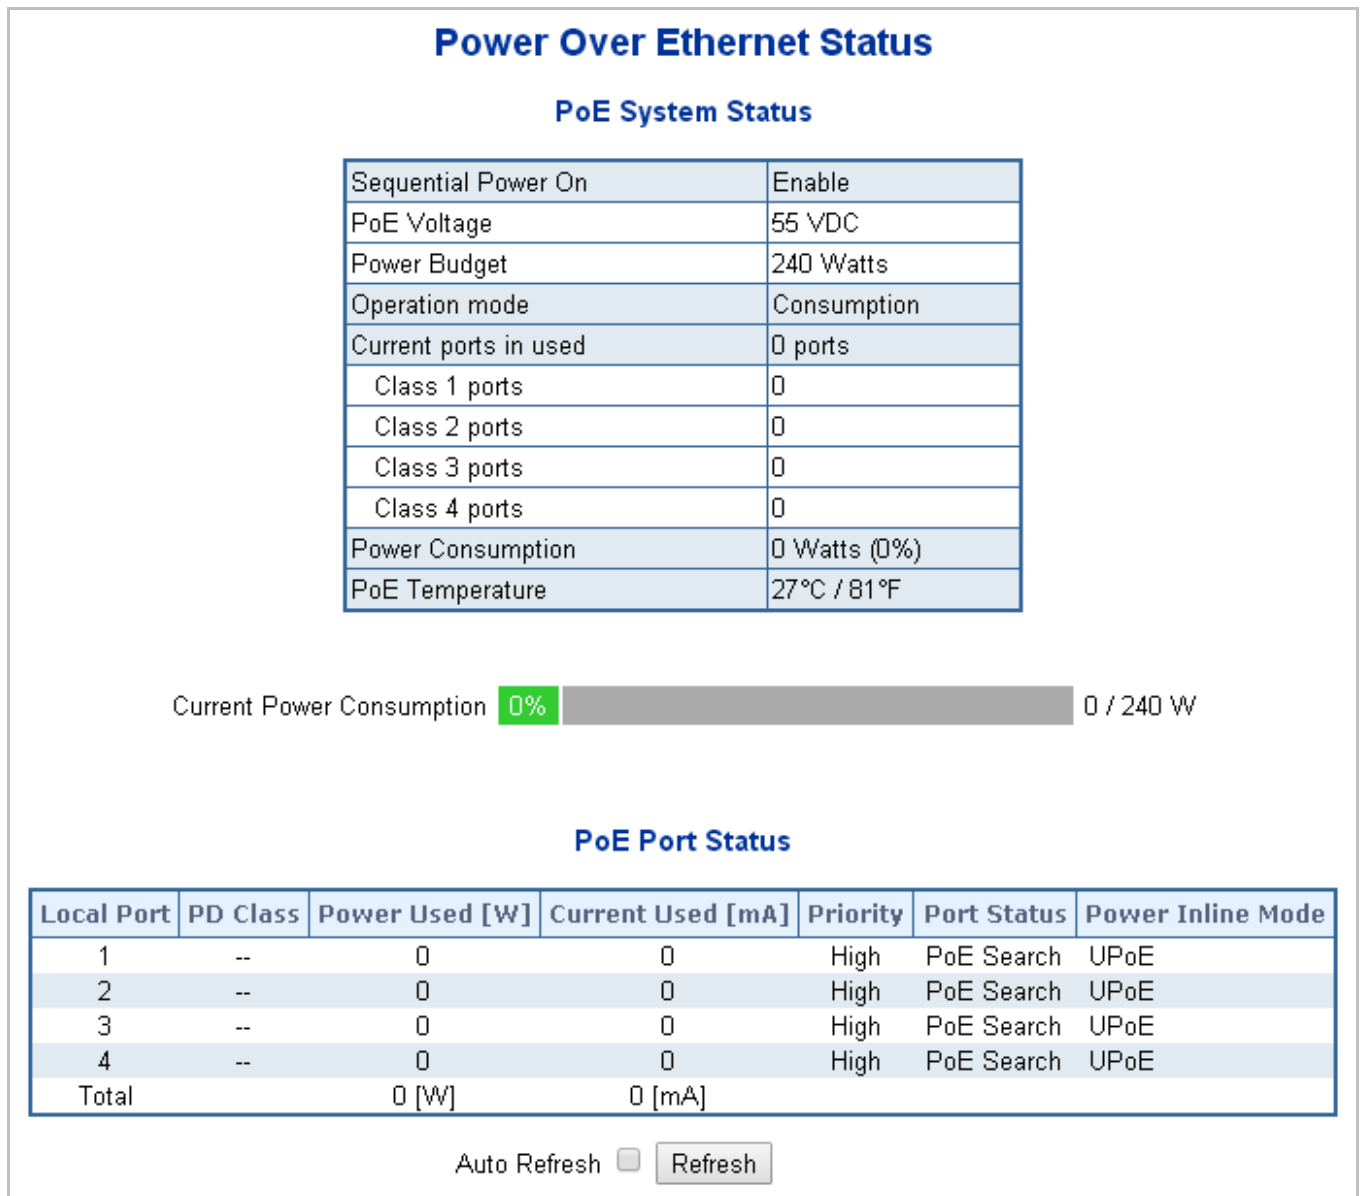 Power Over Ethernet Status
PoE System Status
Sequential Power On Enable
PoE Voltage 55 VDC
Power Budget 240 Watts
Operation mode Consumption
Current ports in used 0 ports
Class 1 ports 0
Class 2 ports 0
Class 3 ports 0
Class 4 ports 0
Power Consumption 0 Watts (0%)
PoE Temperature 27°C / 81°F
Current Power Consumption 0% 0 / 240 W
PoE Port Status
Local Port PD Class Power Used [W] Current Used [mA] Priority Port Status Power Inline Mode
1 -- 0 0 High PoE Search UPoE
2 -- 0 0 High PoE Search UPoE
3 -- 0 0 High PoE Search UPoE
4 -- 0 0 High PoE Search UPoE
Total 0 [W] 0 [mA]
Auto Refresh Refresh